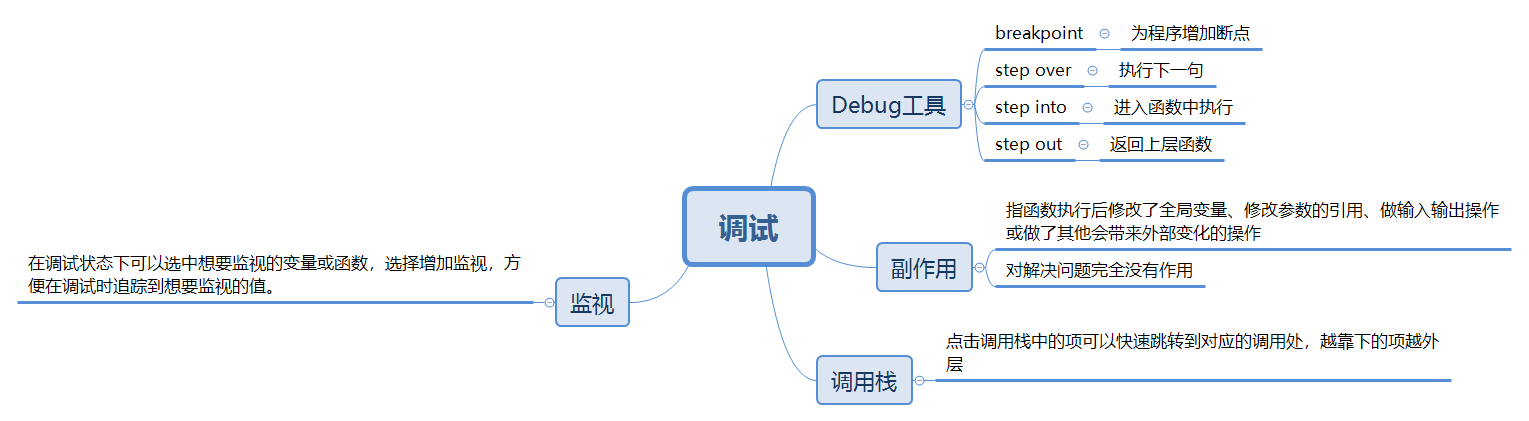 调试
Debug工具
breakpoint
为程序增加断点
step over
执行下一句
step into
进入函数中执行
step out
返回上层函数
副作用
指函数执行后修改了全局变量、修改参数的引用、做输入输出操作
或做了其他会带来外部变化的操作
对解决问题完全没有作用
调用栈
点击调用栈中的项可以快速跳转到对应的调用处，越靠下的项越外
层
监视
在调试状态下可以选中想要监视的变量或函数，选择增加监视，方
便在调试时追踪到想要监视的值。